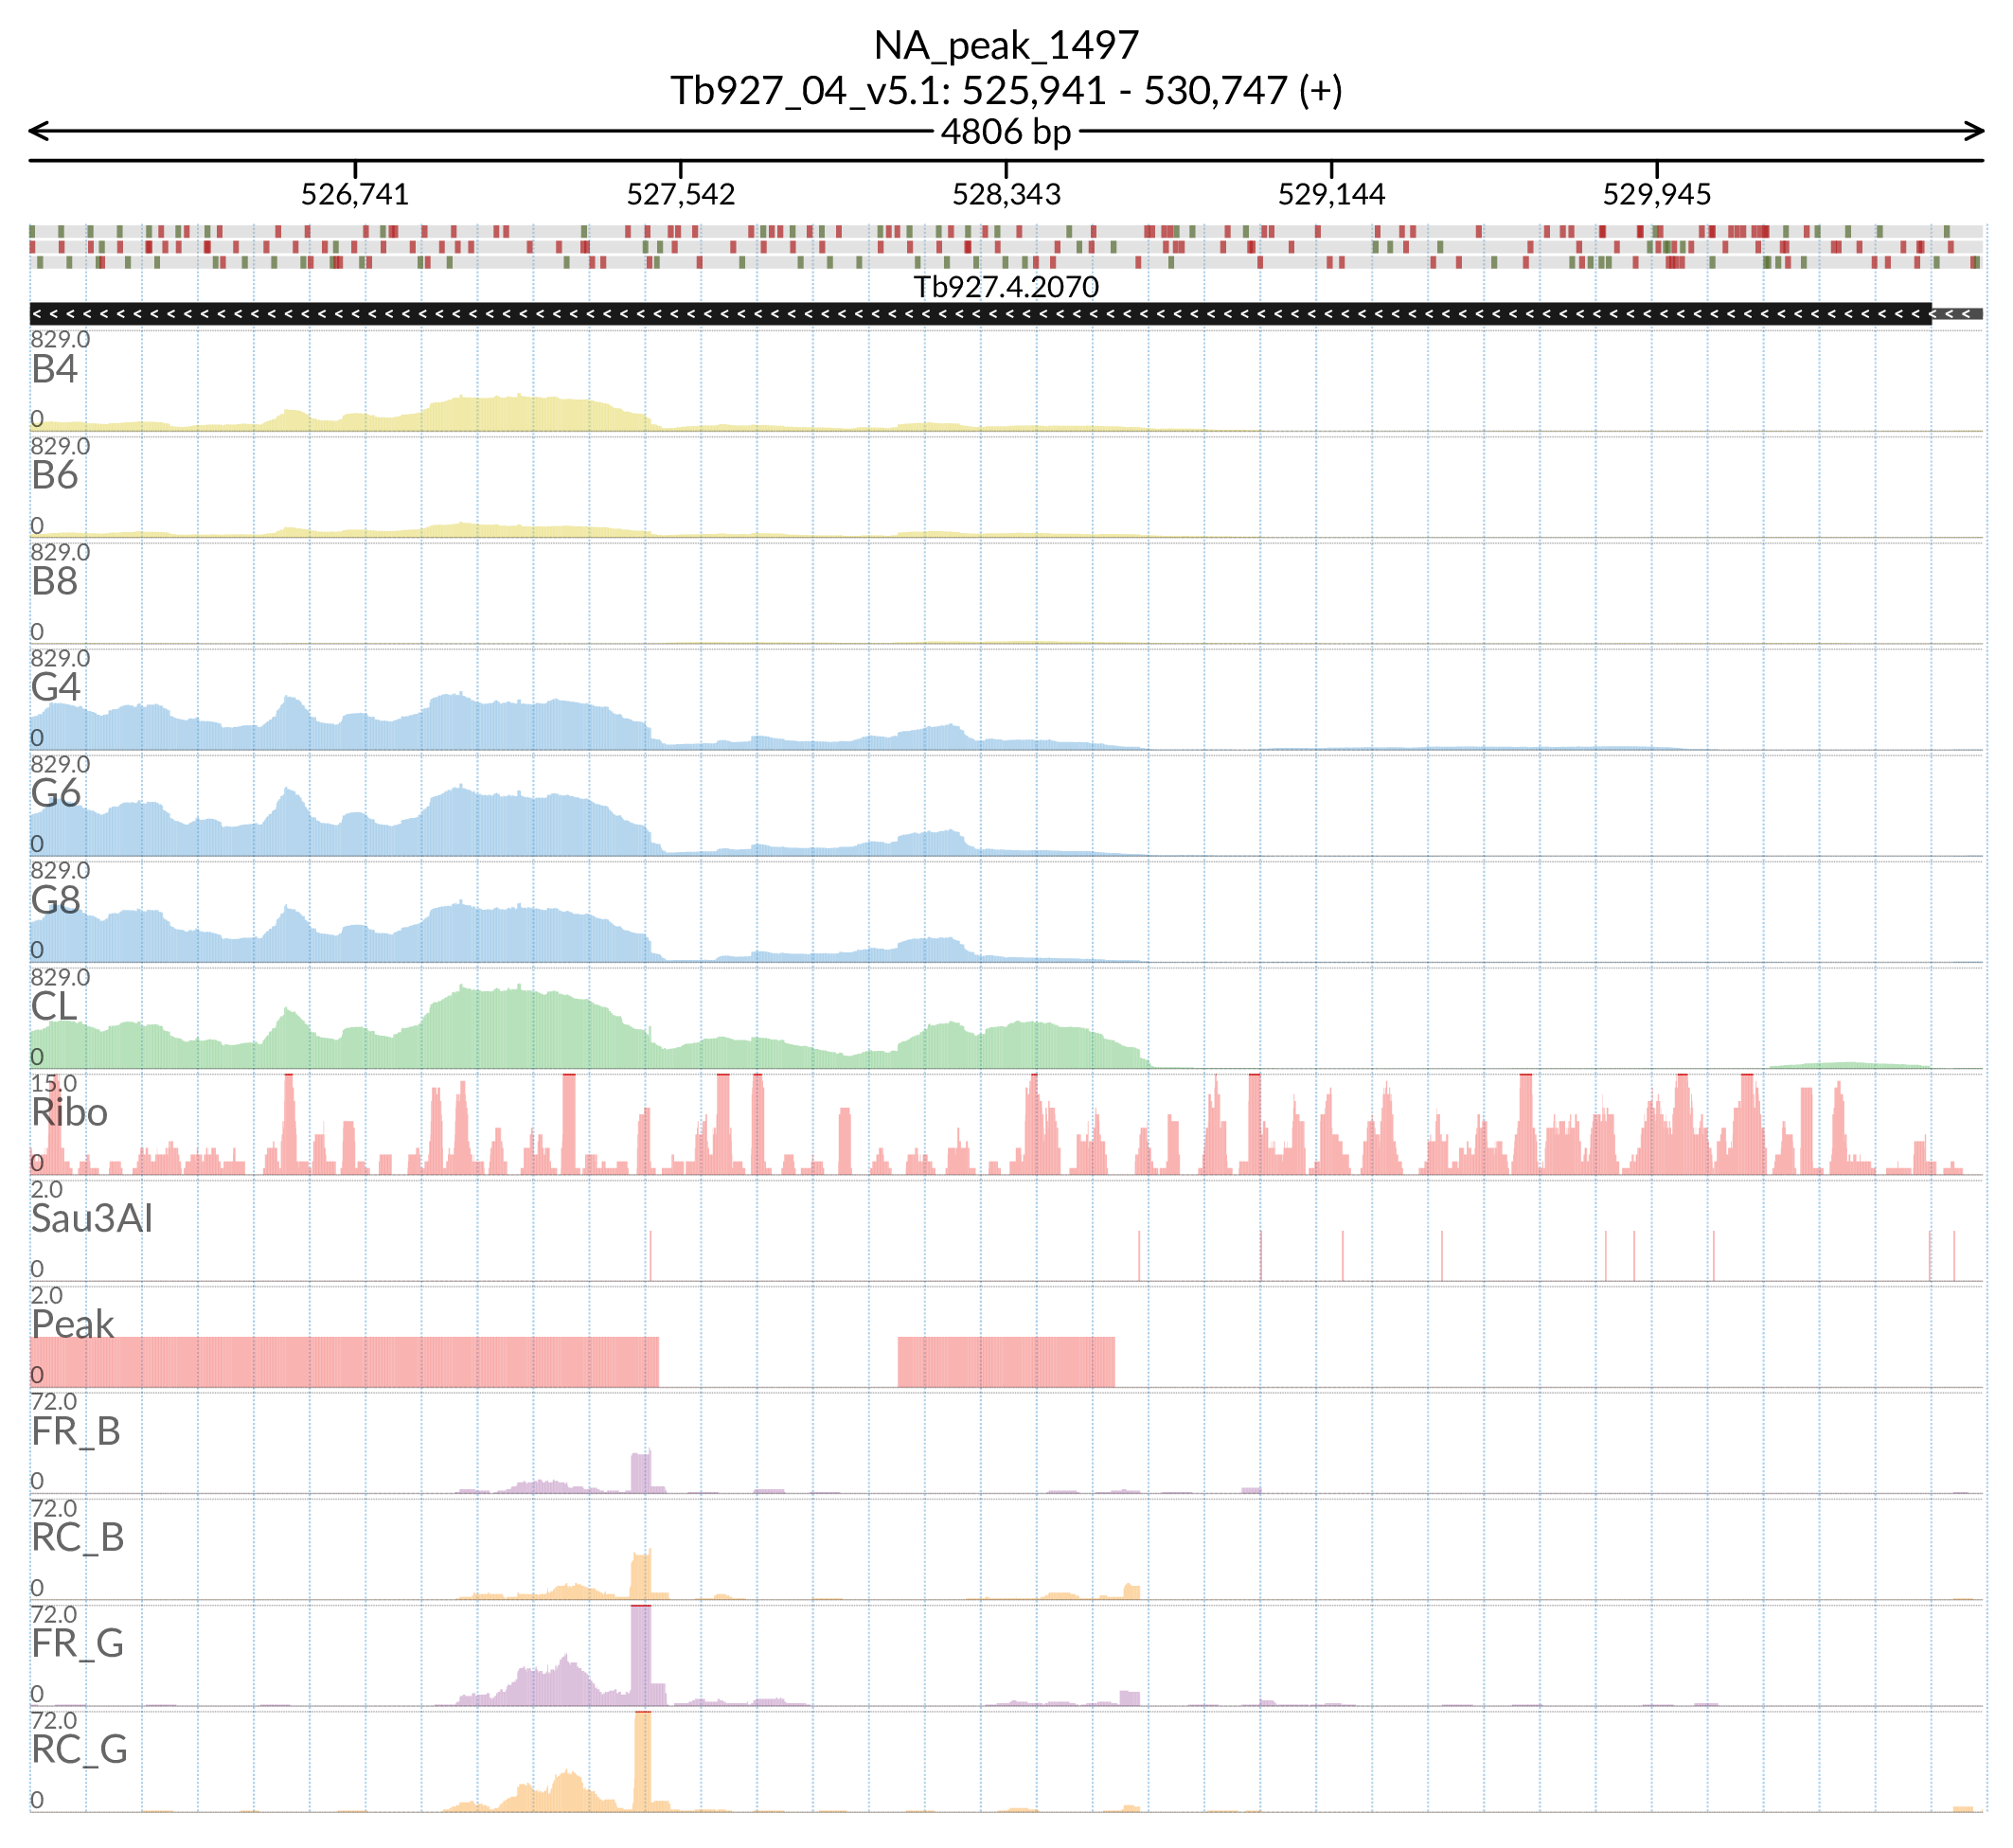 NA_peak_1497
Tb927_04_v5.1: 525,941 - 530,747 (+)
4806 bp
526,741 527,542 528,343 529,144 529,945
Tb927.4.2070
829.0
B4
0
829.0
B6
0
829.0
B8
0
829.0
G4
0
829.0
G6
0
829.0
G8
0
829.0
CL
0
15.0
Ribo
0
2.0
Sau3AI
0
2.0
Peak
0
72.0
FR_B
0
72.0
RC_B
0
72.0
FR_G
0
72.0
RC_G
0